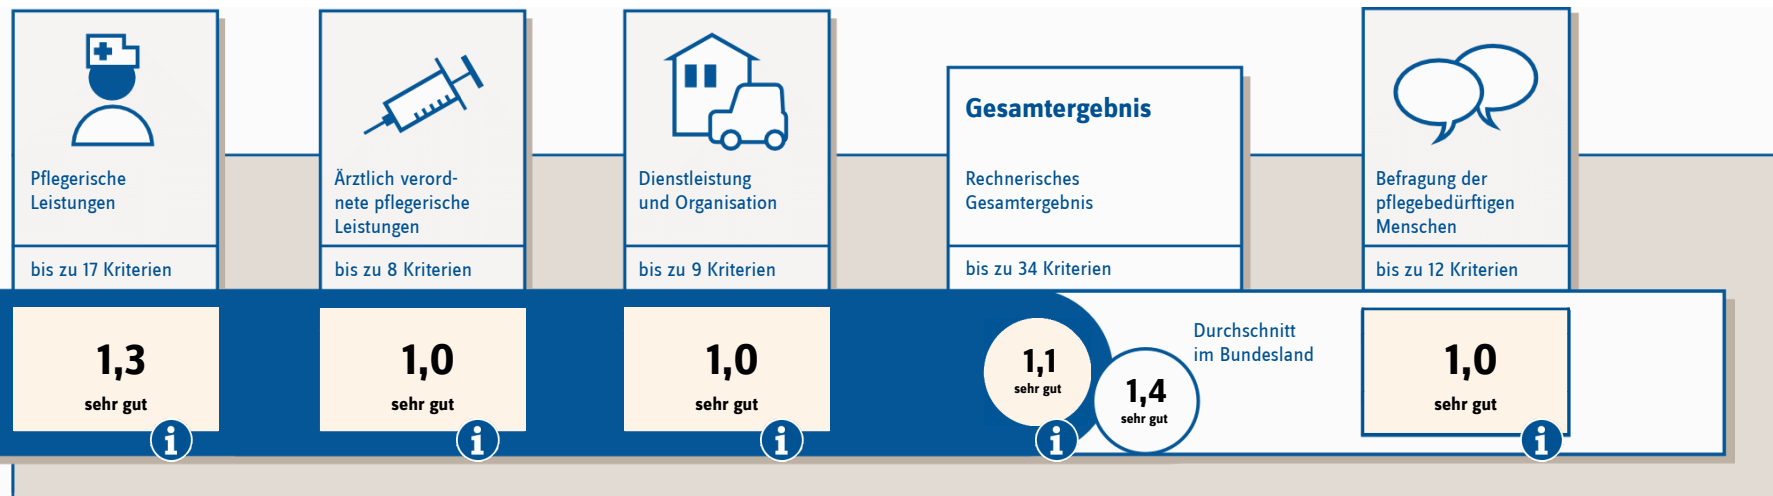 Pflegerische
Leistungen
bis zu 17 Kriterien
1,3
sehr gut
Ärztlich verord-
nete pflegerische
Leistungen
bis zu 8 Kriterien
1,0
sehr gut
Dienstleistung
und Organisation
bis zu 9 Kriterien
1,0
sehr gut
Gesamtergebnis
Rechnerisches
Gesamtergebnis
bis zu 34 Kriterien
1,1
sehr gut
1,4
sehr gut
Durchschnitt
im Bundesland
Befragung der
pflegebedürftigen
Menschen
bis zu 12 Kriterien
1,0
sehr gut